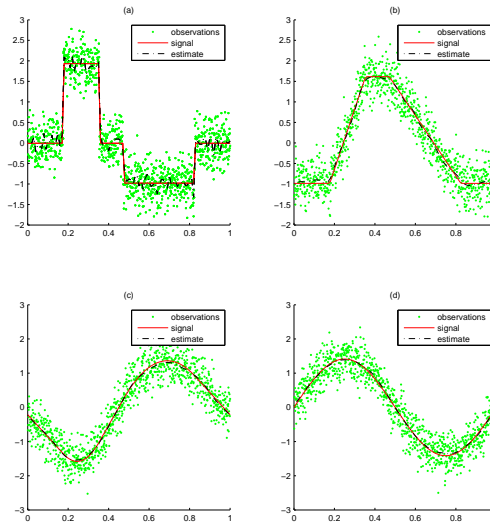 (a)
3
2.5
2
1.5
1
0.5
0
−0.5
−1
−1.5
−2
0 0.2 0.4 0.6 0.8 1
observations
signal
estimate
(b)
3
2.5
2
1.5
1
0.5
0
−0.5
−1
−1.5
−2
0 0.2 0.4 0.6 0.8
observations
signal
estimate
(c)
3
2
1
0
−1
−2
−3
0 0.2 0.4 0.6 0.8 1
observations
signal
estimate
(d)
3
2
1
0
−1
−2
−3
0 0.2 0.4 0.6 0.8
observations
signal
estimate